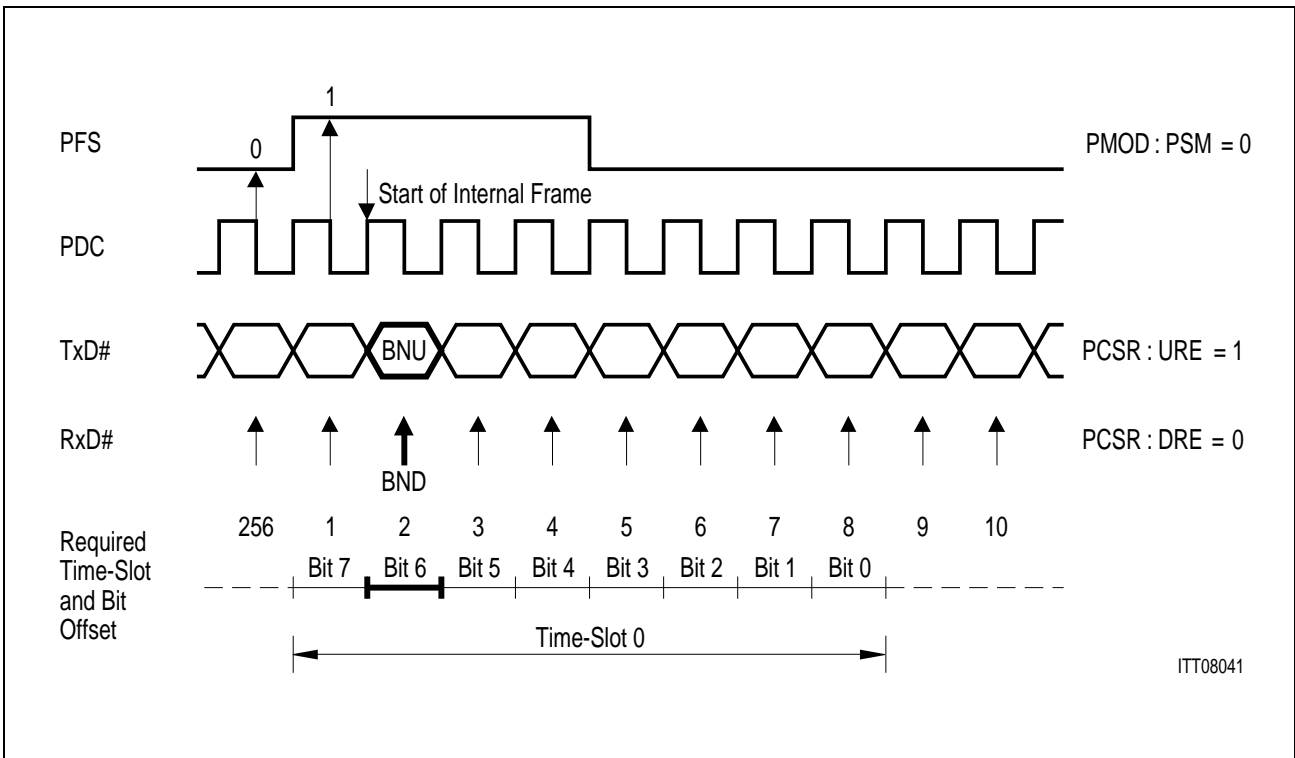 1
PFS 0 PMOD : PSM = 0
Start of Internal Frame
PDC
TxD# BNU PCSR : URE = 1
RxD# PCSR : DRE = 0
BND
256 1 2 3 4 5 6 7 8 9 10
Required
Time-Slot
and Bit
Offset
Bit 7 Bit 6 Bit 5 Bit 4 Bit 3 Bit 2 Bit 1 Bit 0
Time-Slot 0
ITT08041